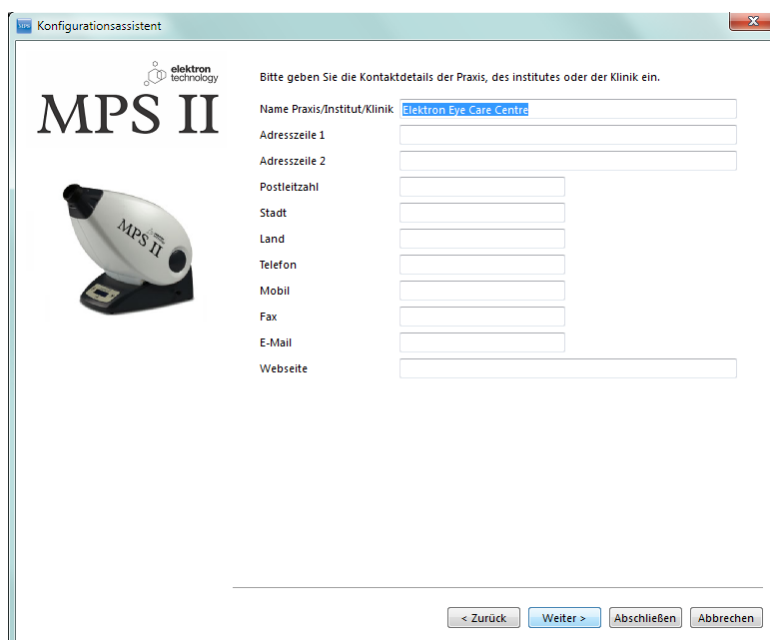 MPS
Konfigurationsassistent
elektron
technology
MPS II
MPS II
Bitte geben Sie die Kontaktdetails der Praxis, des institutes oder der Klinik ein.
Name Praxis/Institut/Klinik Elektron Eye Care Centre
Adresszeile 1
Adresszeile 2
Postleitzahl
Stadt
Land
Telefon
Mobil
Fax
E-Mail
Webseite
< Zurück Weiter > Abschließen Abbrechen